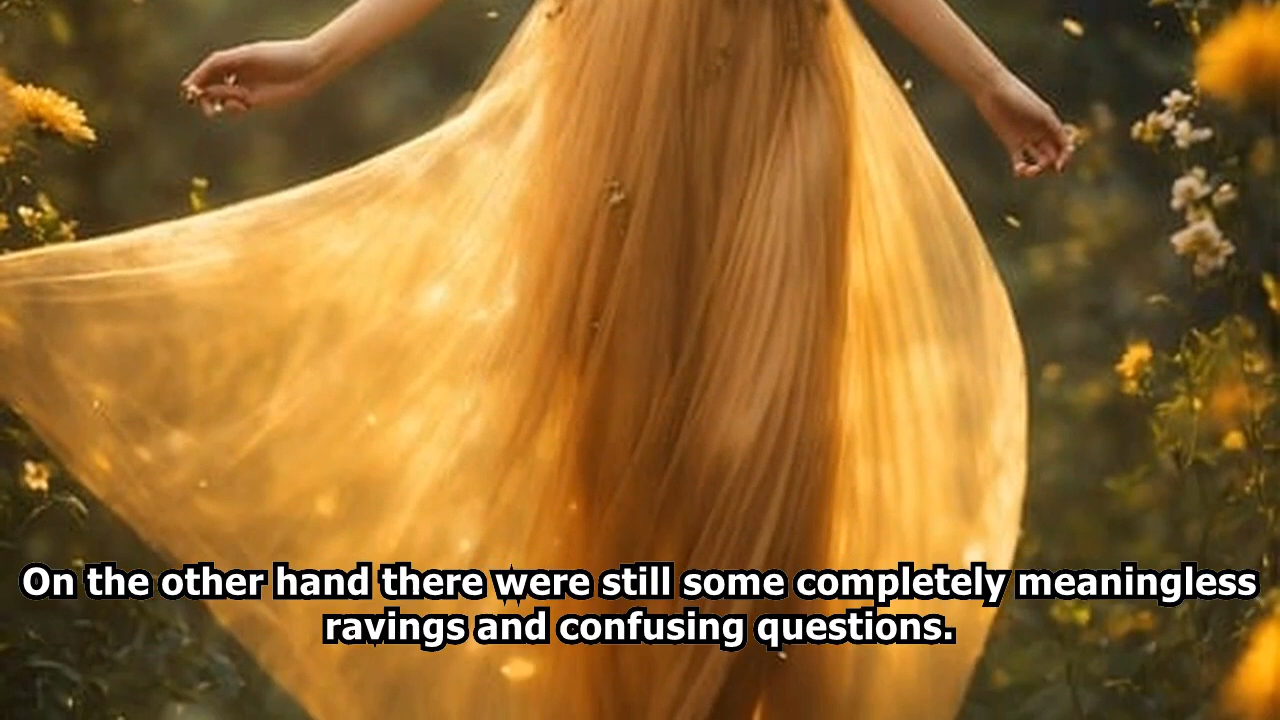 On the other hand there were still some completely meaningless
ravings and confusing questions.